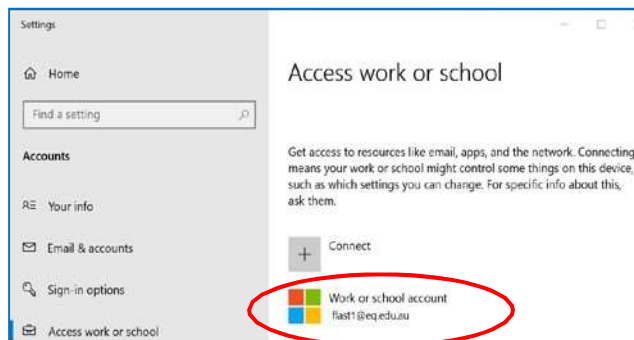 Settings
Home
Find a setting
Accounts
Your info
Email & accounts
Sign-in options
Access work or school
Access work or school
Get access to resources like email, apps, and the network. Connecting
means your work or school might control some things on this device,
such as which settings you can change. For specific info about this,
ask them.
Connect
Work or school account
flast1@eq.edu.au